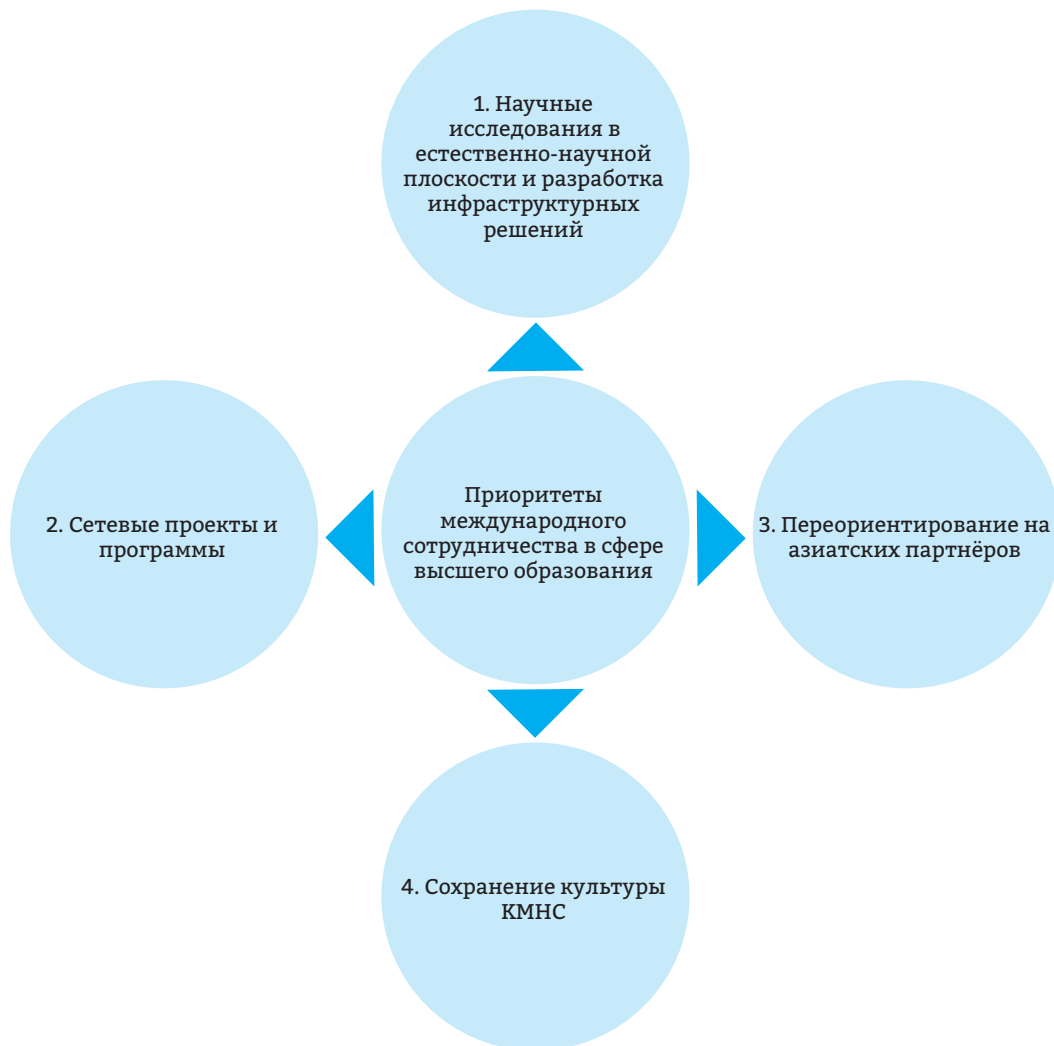 1. Научные
исследования в
естественно-научной
плоскости и разработка
инфраструктурных
решений
Приоритеты
международного
сотрудничества в сфере
высшего образования
2. Сетевые проекты и
программы
3. Переориентирование на
азиатских партнёров
4. Сохранение культуры
КМНС